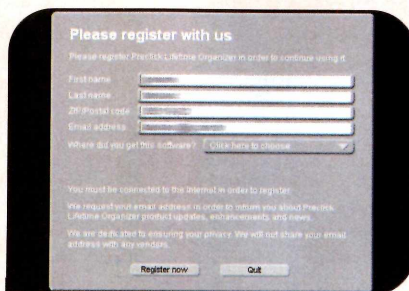 Please register with us
Please register Precitick Lifetime Organizer in order to continue using it
First name
Last name
ZIP/Postal code
Email address
Where did you get this software? Click here to choose
You must be connected to the Internet in order to register.
We request your email address in order to inform you about
Lifetime Organizer product updates, enhancements and news.
We are dedicated to ensuring your privacy. We will not share your email
address with any vendors.
Register now Quit